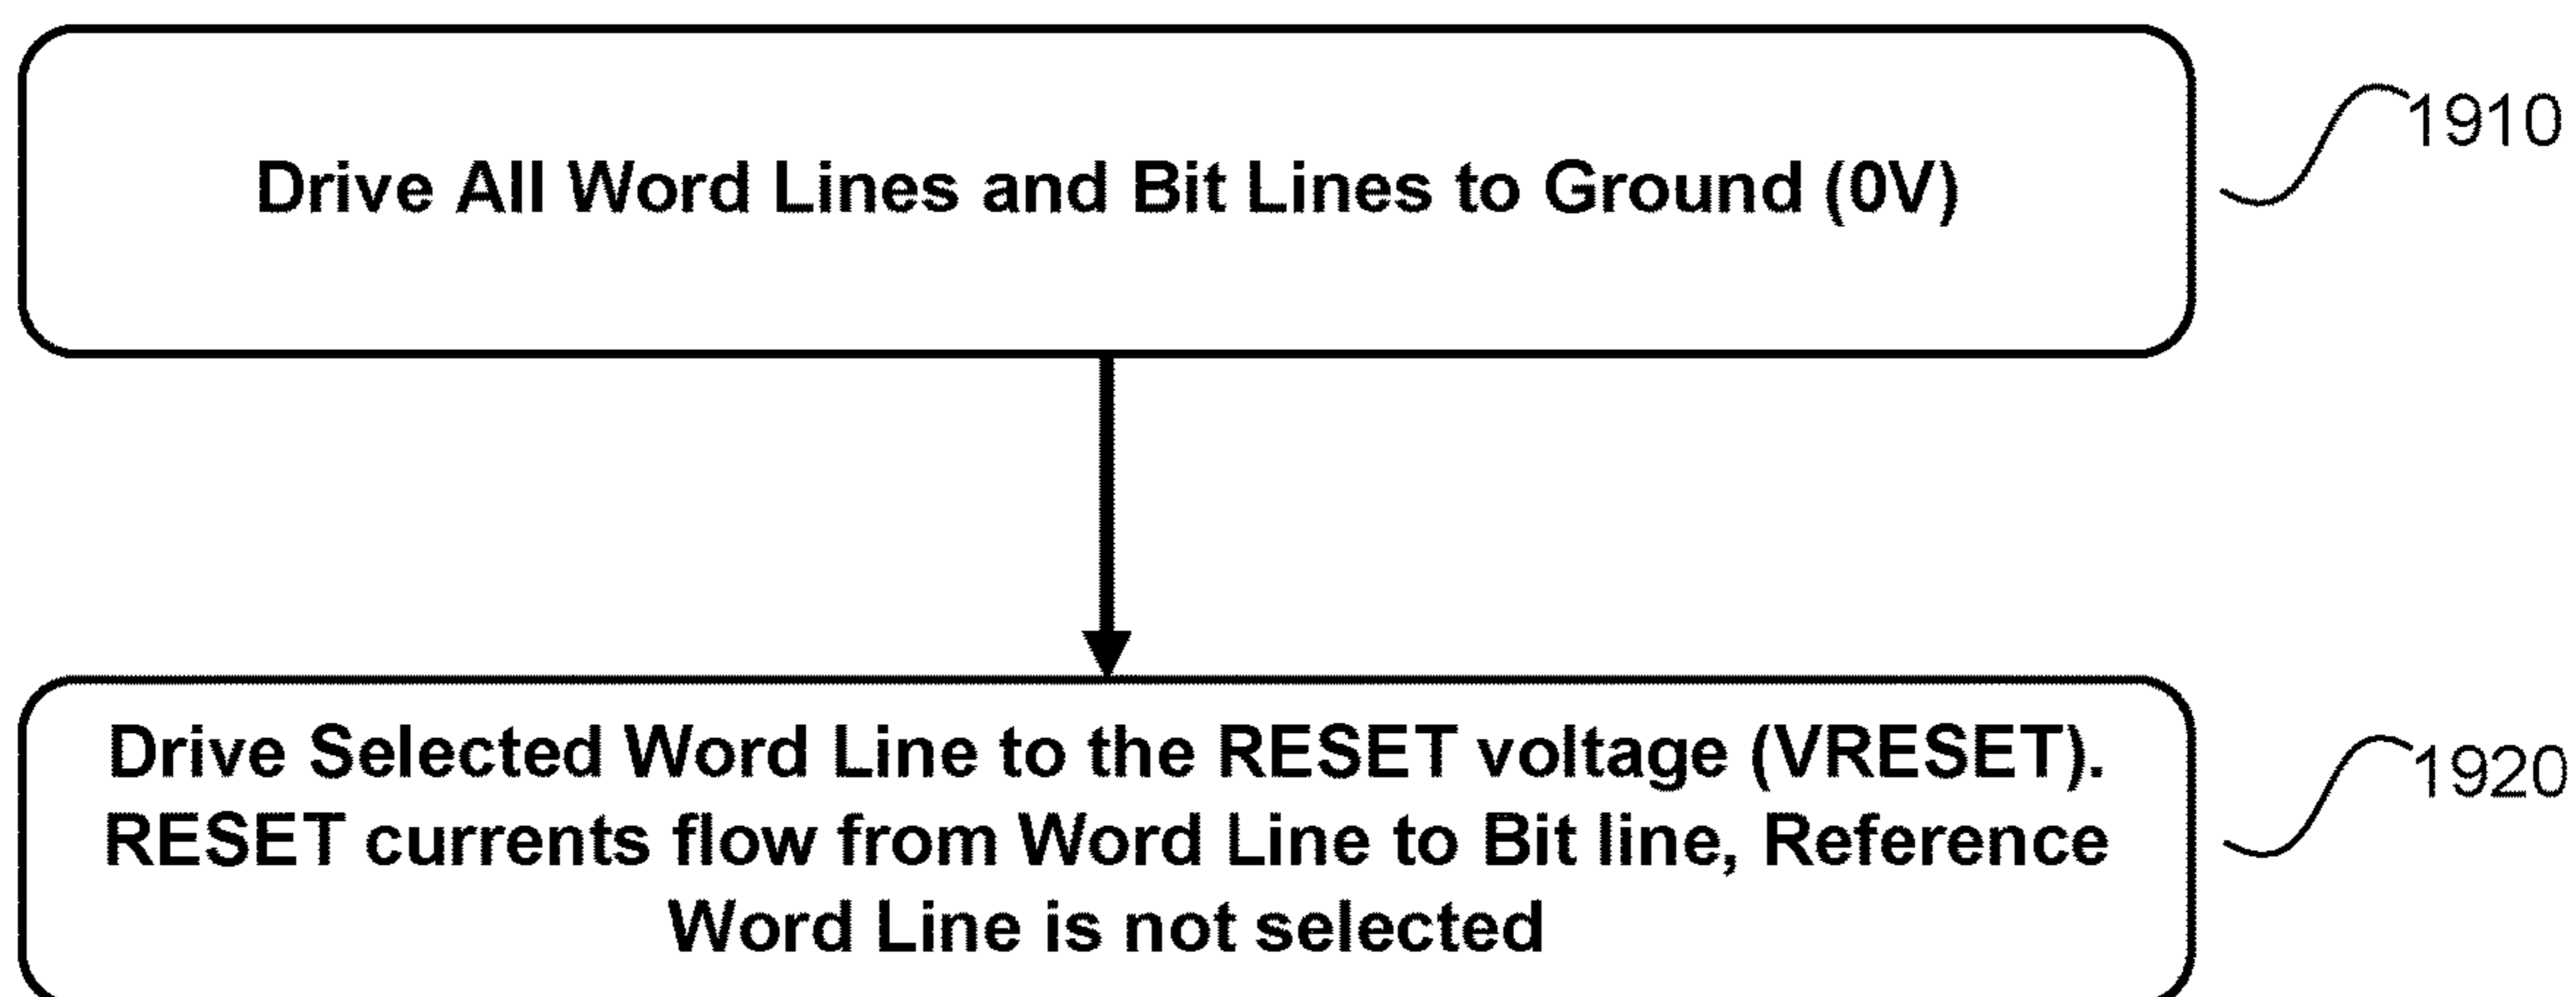 Drive All Word Lines and Bit Lines to Ground (0V)
1910
Drive Selected Word Line to the RESET voltage (VRESET).
RESET currents flow from Word Line to Bit line, Reference
Word Line is not selected
1920